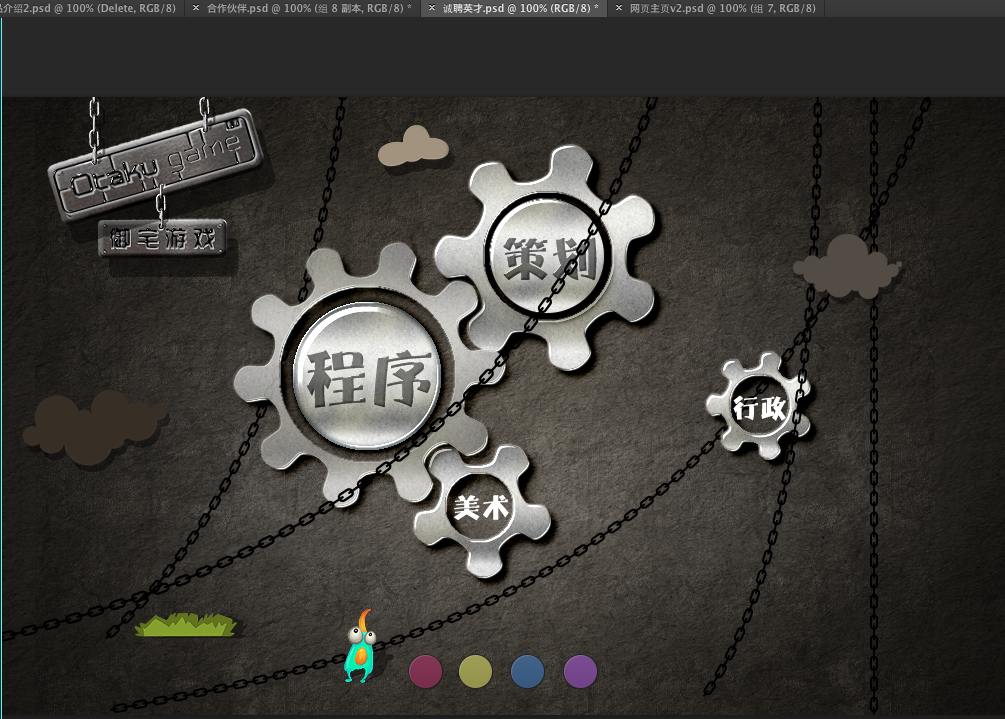 介绍2.psd @ 100% (Delete, RGB/8)
× 合作伙伴.psd @ 100% (组 8 副本, RGB/8) *
× 诚聘英才.psd @ 100% (RGB/8) *
× 网页主页v2.psd @ 100% (组 7, RGB/8)
Otaku game
御宅游戏
策划
程序
行政
美术